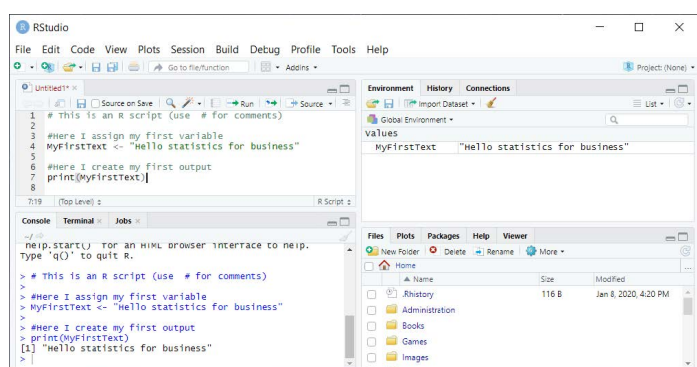 RStudio
File Edit Code View Plots Session Build Debug Profile Tools Help
Go to file/function Addins Project: (None)
Untitled1*
Source on Save Run Source
1 # This is an R script (use # for comments)
2
3 #Here I assign my first variable
4 MyFirstText <- "Hello statistics for business"
5
6 #Here I create my first output
7 print(MyFirstText)
8
7:19 (Top Level) R Script
Console Terminal Jobs
~/
help.start() for an HTML browser interface to help.
Type 'q()' to quit R.
> # This is an R script (use # for comments)
>
> #Here I assign my first variable
> MyFirstText <- "Hello statistics for business"
>
> #Here I create my first output
> print(MyFirstText)
[1] "Hello statistics for business"
>
Environment History Connections
Import Dataset List
Global Environment
values
MyFirstText "Hello statistics for business"
Files Plots Packages Help Viewer
New Folder Delete Rename More
Home ...
Name Size Modified
.Rhistory 116 B Jan 8, 2020, 4:20 PM
Administration
Books
Games
Images